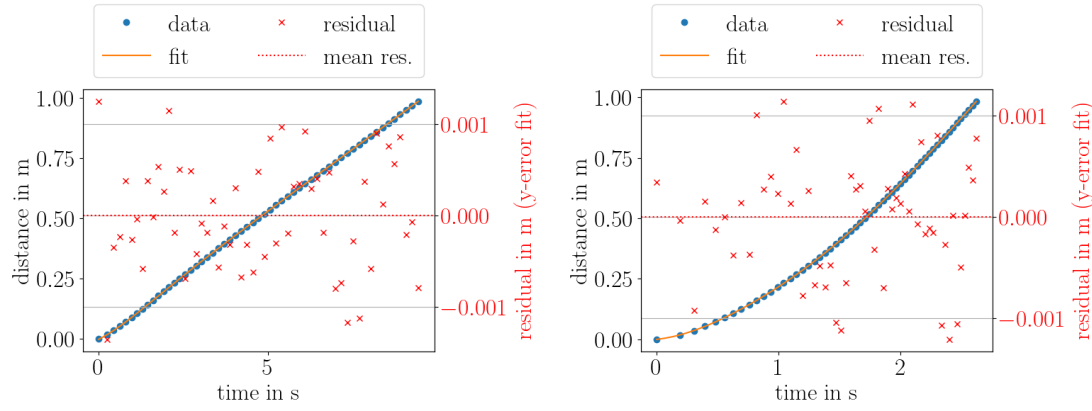 data
residual
fit
mean res.
1.00
0.75
0.50
0.25
0.00
distance in m
0
5
time in s
0.001
0.000
−0.001
residual in m (y-error fit)
data
residual
fit
mean res.
1.00
0.75
0.50
0.25
0.00
distance in m
0
1
2
time in s
0.001
0.000
−0.001
residual in m (y-error fit)